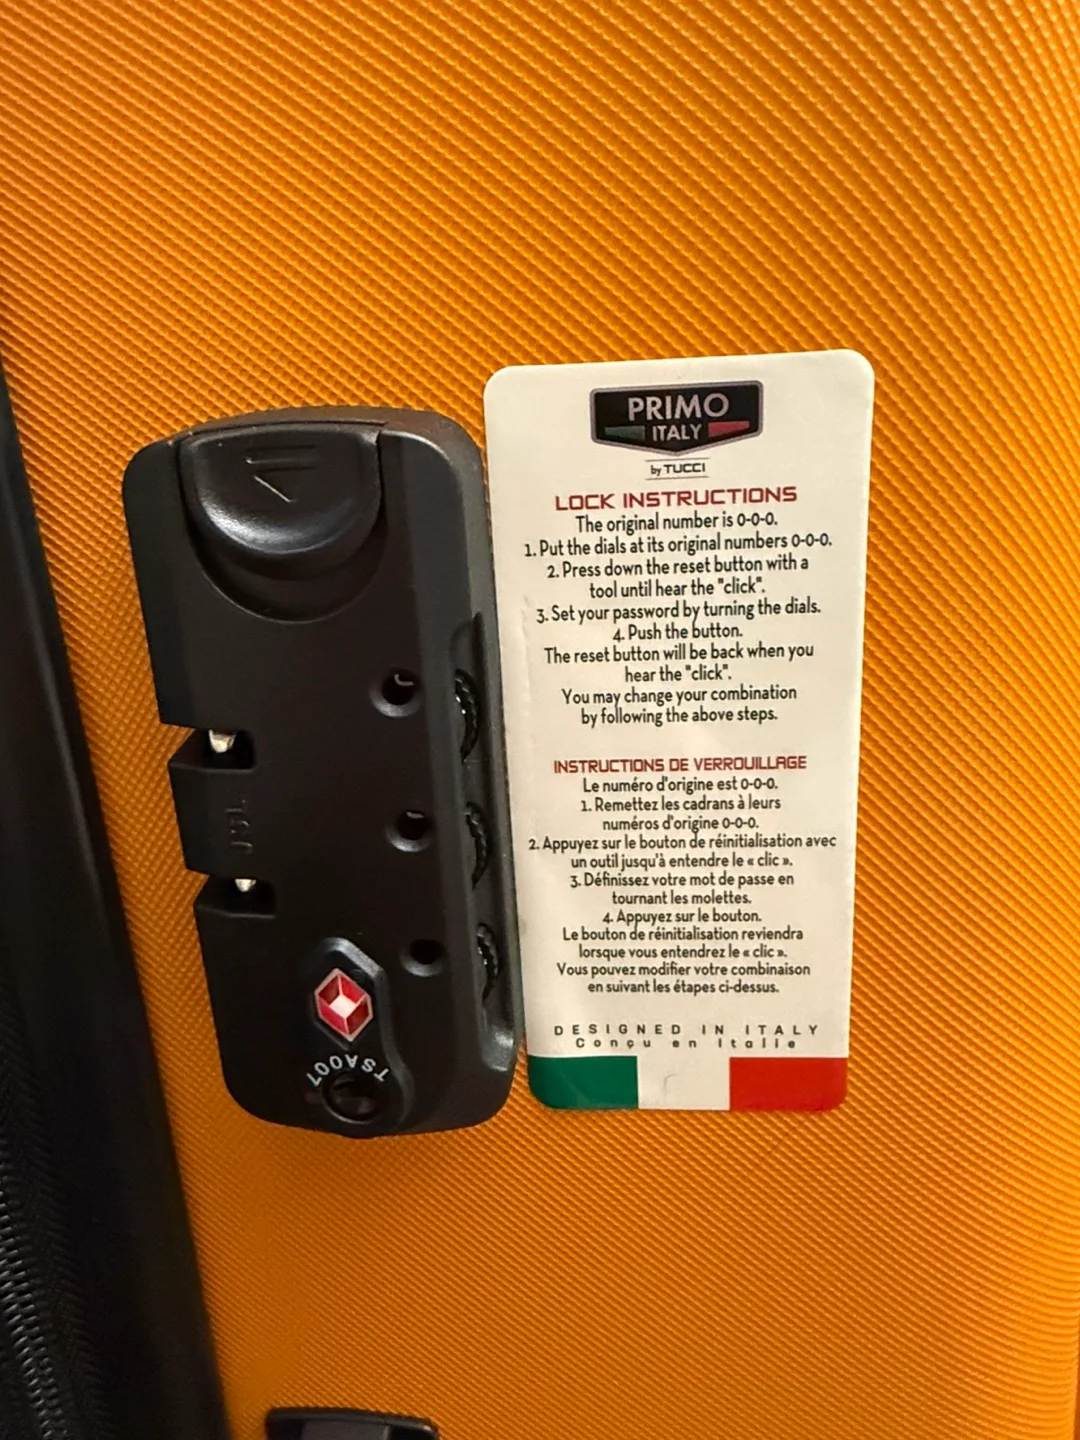 PRIMO
ITALY
by TUCCI
LOCK INSTRUCTIONS
The original number is 0-0-0.
1. Put the dials at its original numbers 0-0-0.
2. Press down the reset button with a
tool until hear the "click".
3. Set your password by turning the dials.
4. Push the button.
The reset button will be back when you
hear the "click".
You may change your combination
by following the above steps.
INSTRUCTIONS DE VERROUILLAGE
Le numéro d'origine est 0-0-0.
1. Remettez les cadrans à leurs
numéros d'origine 0-0-0.
2. Appuyez sur le bouton de réinitialisation avec
un outil jusqu'à entendre le « clic ».
3. Définissez votre mot de passe en
tournant les molettes.
4. Appuyez sur le bouton.
Le bouton de réinitialisation reviendra
lorsque vous entendrez le « clic ».
Vous pouvez modifier votre combinaison
en suivant les étapes ci-dessus.
DESIGNED IN ITALY
Conçu en Italie
TSA007